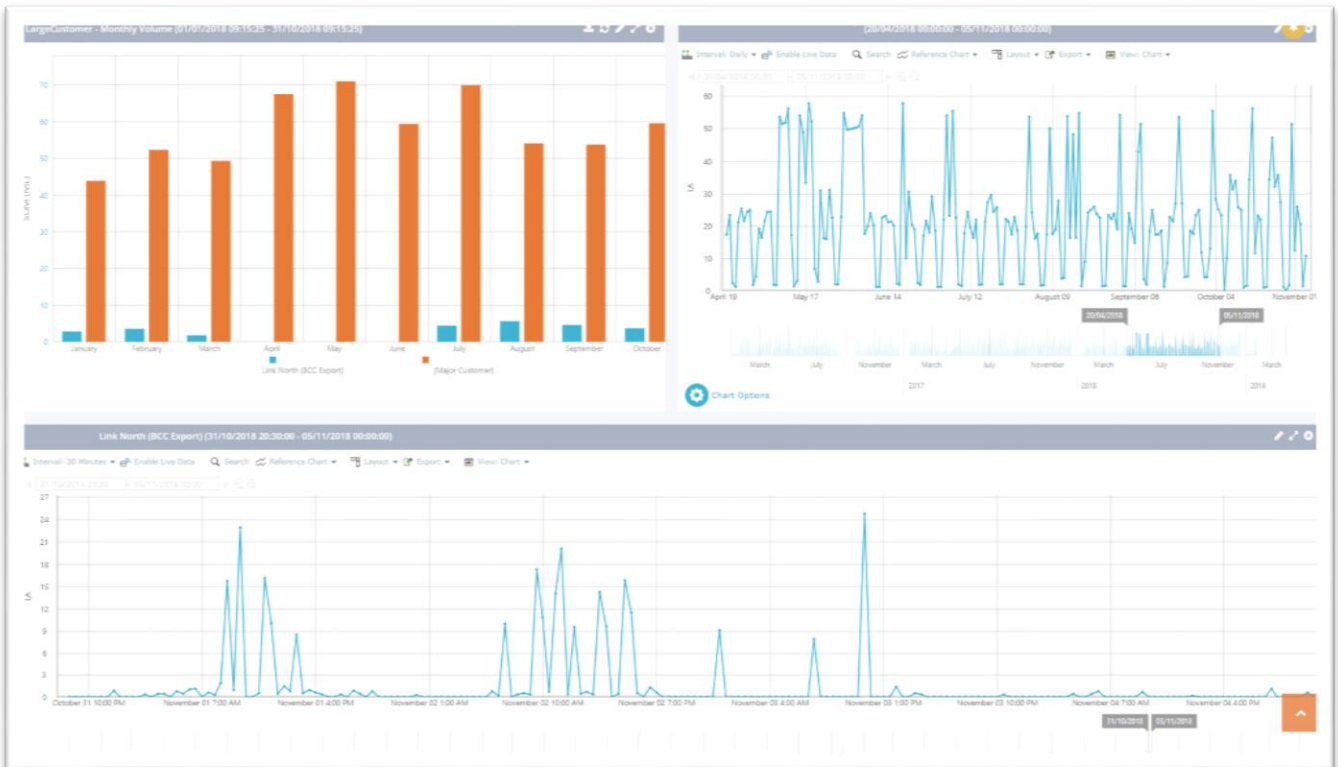 LargeCustomer - Monthly Volume (01/01/2018 09:15:25 - 31/10/2018 09:15:25)
70
60
50
40
30
20
10
0
January February March April May June July August September October
Link North (BCC Export) (Major Customer)
(20/04/2018 00:00:00 - 05/11/2018 00:00:00)
Interval: Daily Enable Live Data Search Reference Chart Layout Export View: Chart
60
50
40
30
20
10
0
April 19 May 17 June 14 July 12 August 09 September 06 October 04 November 01
20/04/2018 05/11/2018
March July November March July November March July November March
2017 2018 2019
Chart Options
Link North (BCC Export) (31/10/2018 20:30:00 - 05/11/2018 00:00:00)
Interval: 30 Minutes Enable Live Data Search Reference Chart Layout Export View: Chart
27
24
21
18
15
12
9
6
3
0
October 31 10:00 PM November 01 7:00 AM November 01 4:00 PM November 02 1:00 AM November 02 10:00 AM November 02 7:00 PM November 03 4:00 AM November 03 1:00 PM November 03 10:00 PM November 04 7:00 AM November 04 4:00 PM
31/10/2018 05/11/2018